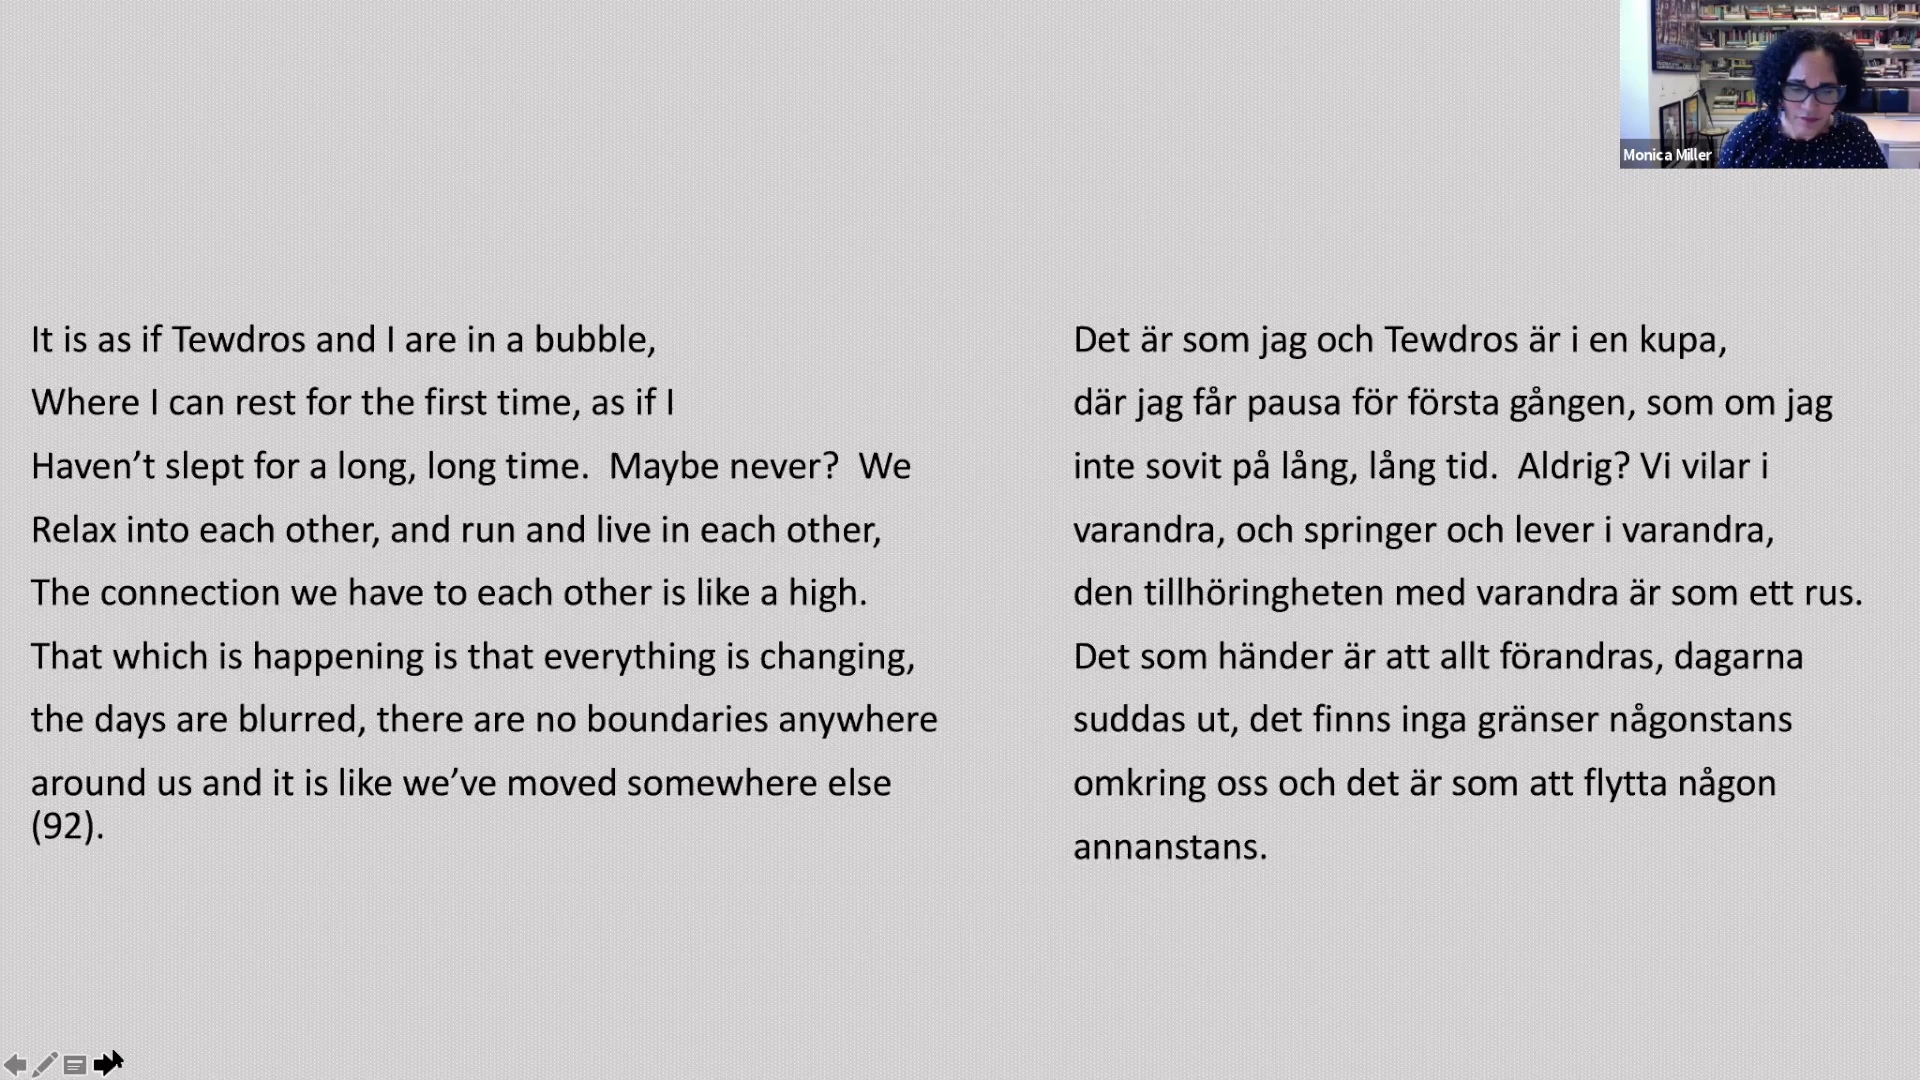 Monica Miller
It is as if Tewdros and I are in a bubble,
Where I can rest for the first time, as if I
Haven’t slept for a long, long time.  Maybe never?  We
Relax into each other, and run and live in each other,
The connection we have to each other is like a high.
That which is happening is that everything is changing,
the days are blurred, there are no boundaries anywhere
around us and it is like we’ve moved somewhere else
(92).
Det är som jag och Tewdros är i en kupa,
där jag får pausa för första gången, som om jag
inte sovit på lång, lång tid.  Aldrig? Vi vilar i
varandra, och springer och lever i varandra,
den tillhöringheten med varandra är som ett rus.
Det som händer är att allt förandras, dagarna
suddas ut, det finns inga gränser någonstans
omkring oss och det är som att flytta någon
annanstans.